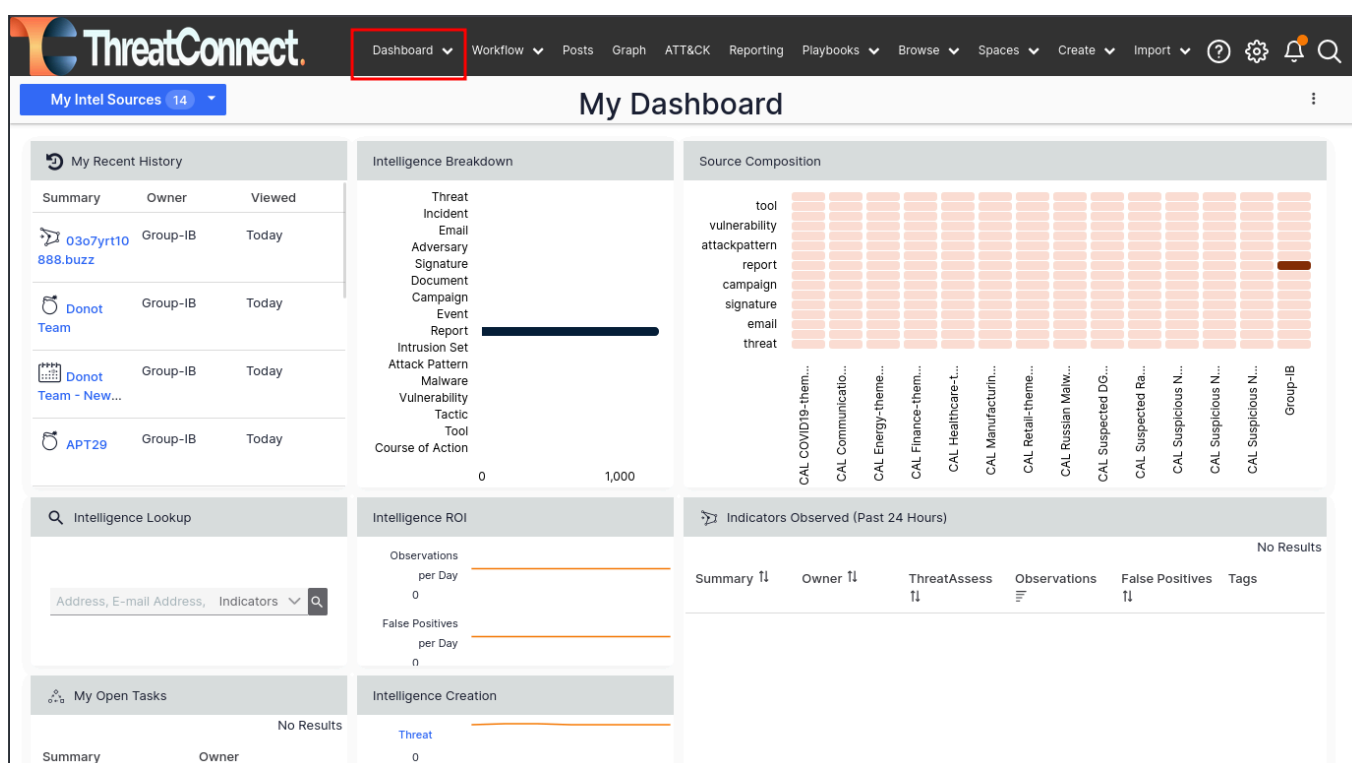 ThreatConnect.
Dashboard Workflow Posts Graph ATT&CK Reporting Playbooks Browse Spaces Create Import
My Intel Sources 14
My Dashboard
My Recent History
Summary Owner Viewed
03o7yrt10
888.buzz
Group-IB Today
Donot
Team
Group-IB Today
Donot
Team - New...
Group-IB Today
APT29 Group-IB Today
Intelligence Breakdown
Threat
Incident
Email
Adversary
Signature
Document
Campaign
Event
Report
Intrusion Set
Attack Pattern
Malware
Vulnerability
Tactic
Tool
Course of Action
0 1,000
Source Composition
tool
vulnerability
attackpattern
report
campaign
signature
email
threat
CAL COVID19-them...
CAL Communicatio...
CAL Energy-theme...
CAL Finance-them...
CAL Healthcare-t...
CAL Manufacturin...
CAL Retail-theme...
CAL Russian Malw...
CAL Suspected DG...
CAL Suspected Ra...
CAL Suspicious N...
CAL Suspicious N...
CAL Suspicious N...
Group-IB
Intelligence Lookup
Address, E-mail Address, Indicators
Intelligence ROI
Observations
per Day
0
False Positives
per Day
0
Indicators Observed (Past 24 Hours)
No Results
Summary Owner ThreatAssess Observations False Positives Tags
My Open Tasks
No Results
Summary Owner
Intelligence Creation
Threat
0